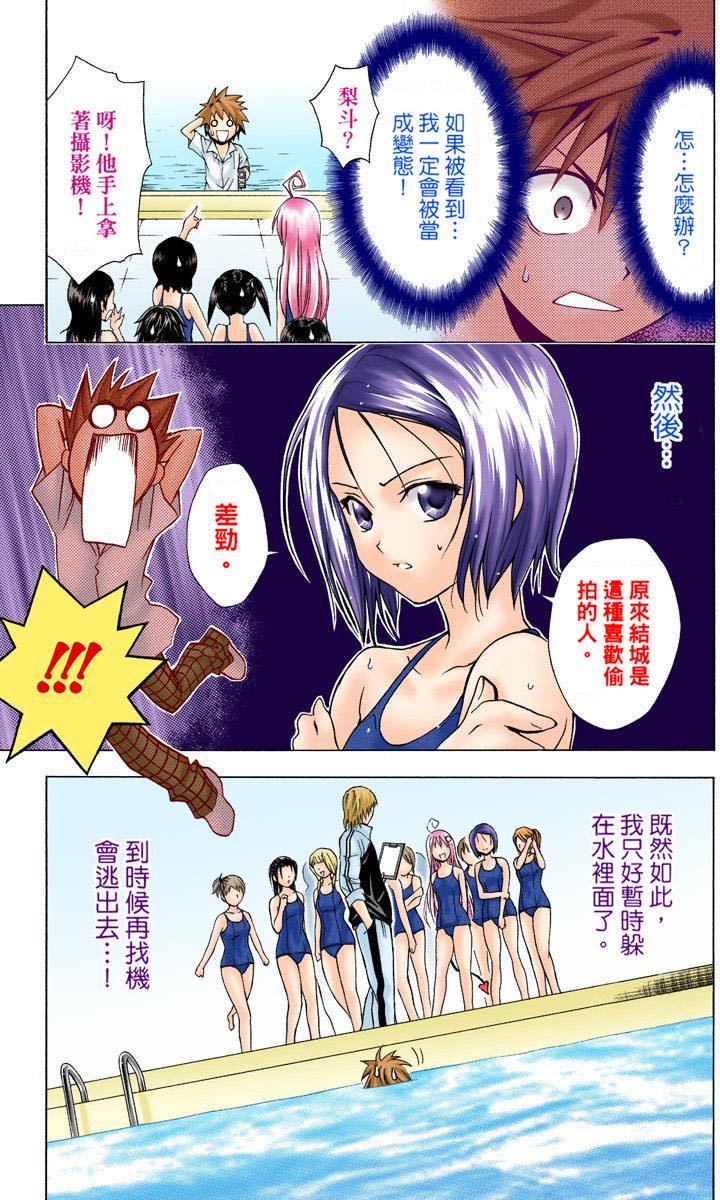 怎…怎麼辦？
如果被看到…
我一定會被當
成變態！
梨斗？
呀！他手上拿
著攝影機！
然後…
原來結城是
這種喜歡偷
拍的人。
差勁。
!!!
既然如此，
我只好暫時躲
在水裡面了。
到時候再找機
會逃出去…！